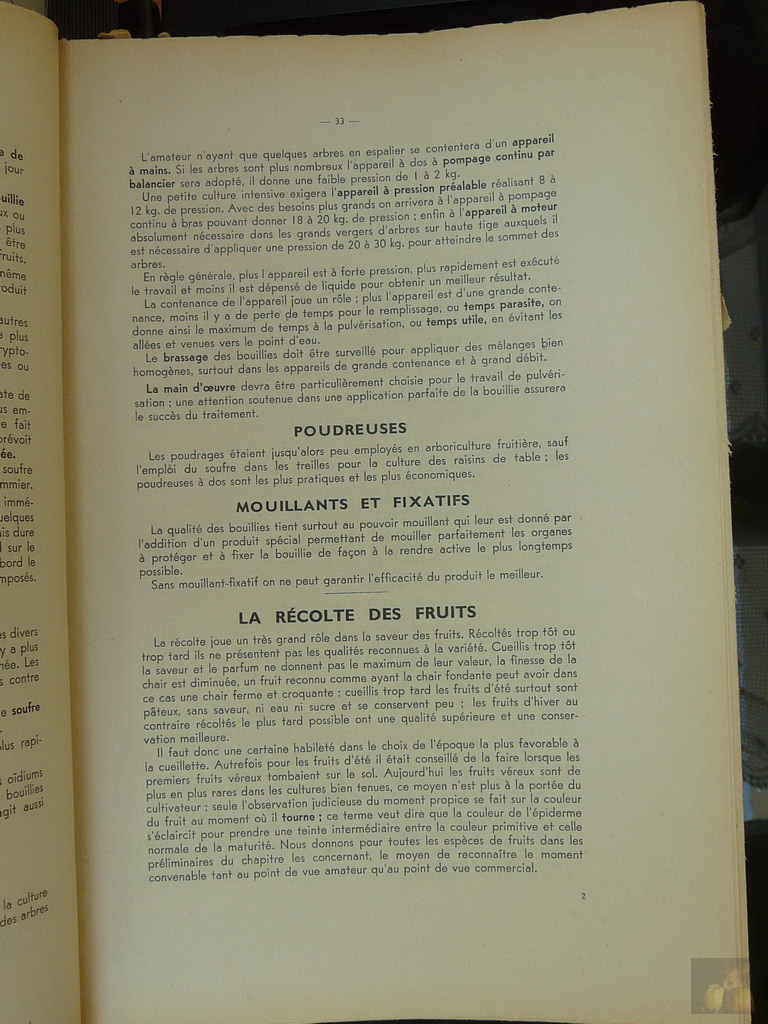 — 33 —
L'amateur n'ayant que quelques arbres en espalier se contentera d'un appareil
à mains. Si les arbres sont plus nombreux l'appareil à dos à pompage continu par
balancier sera adopté, il donne une faible pression de 1 à 2 kg.
Une petite culture intensive exigera l'appareil à pression préalable réalisant 8 à
12 kg. de pression. Avec des besoins plus grands on arrivera à l'appareil à pompage
continu à bras pouvant donner 18 à 20 kg. de pression ; enfin à l'appareil à moteur
absolument nécessaire dans les grands vergers d'arbres sur haute tige auxquels il
est nécessaire d'appliquer une pression de 20 à 30 kg. pour atteindre le sommet des
arbres.
En règle générale, plus l'appareil est à forte pression, plus rapidement est exécuté
le travail et moins il est dépensé de liquide pour obtenir un meilleur résultat.
La contenance de l'appareil joue un rôle ; plus l'appareil est d'une grande conte-
nance, moins il y a de perte de temps pour le remplissage, ou temps parasite, on
donne ainsi le maximum de temps à la pulvérisation, ou temps utile, en évitant les
allées et venues vers le point d'eau.
Le brassage des bouillies doit être surveillé pour appliquer des mélanges bien
homogènes, surtout dans les appareils de grande contenance et à grand débit.
La main d'œuvre devra être particulièrement choisie pour le travail de pulvéri-
sation ; une attention soutenue dans une application parfaite de la bouillie assurera
le succès du traitement.
POUDREUSES
Les poudrages étaient jusqu'alors peu employés en arboriculture fruitière, sauf
l'emploi du soufre dans les treilles pour la culture des raisins de table ; les
poudreuses à dos sont les plus pratiques et les plus économiques.
MOUILLANTS ET FIXATIFS
La qualité des bouillies tient surtout au pouvoir mouillant qui leur est donné par
l'addition d'un produit spécial permettant de mouiller parfaitement les organes
à protéger et à fixer la bouillie de façon à la rendre active le plus longtemps
possible.
Sans mouillant-fixatif on ne peut garantir l'efficacité du produit le meilleur.
LA RÉCOLTE DES FRUITS
La récolte joue un très grand rôle dans la saveur des fruits. Récoltés trop tôt ou
trop tard ils ne présentent pas les qualités reconnues à la variété. Cueillis trop tôt
la saveur et le parfum ne donnent pas le maximum de leur valeur, la finesse de la
chair est diminuée, un fruit reconnu comme ayant la chair fondante peut avoir dans
ce cas une chair ferme et croquante ; cueillis trop tard les fruits d'été surtout sont
pâteux, sans saveur, ni eau ni sucre et se conservent peu ; les fruits d'hiver au
contraire récoltés le plus tard possible ont une qualité supérieure et une conser-
vation meilleure.
Il faut donc une certaine habileté dans le choix de l'époque la plus favorable à
la cueillette. Autrefois pour les fruits d'été il était conseillé de la faire lorsque les
premiers fruits véreux tombaient sur le sol. Aujourd'hui les fruits véreux sont de
plus en plus rares dans les cultures bien tenues, ce moyen n'est plus à la portée du
cultivateur ; seule l'observation judicieuse du moment propice se fait sur la couleur
du fruit au moment où il tourne ; ce terme veut dire que la couleur de l'épiderme
s'éclaircit pour prendre une teinte intermédiaire entre la couleur primitive et celle
normale de la maturité. Nous donnons pour toutes les espèces de fruits dans les
préliminaires du chapitre les concernant, le moyen de reconnaître le moment
convenable tant au point de vue amateur qu'au point de vue commercial.
2